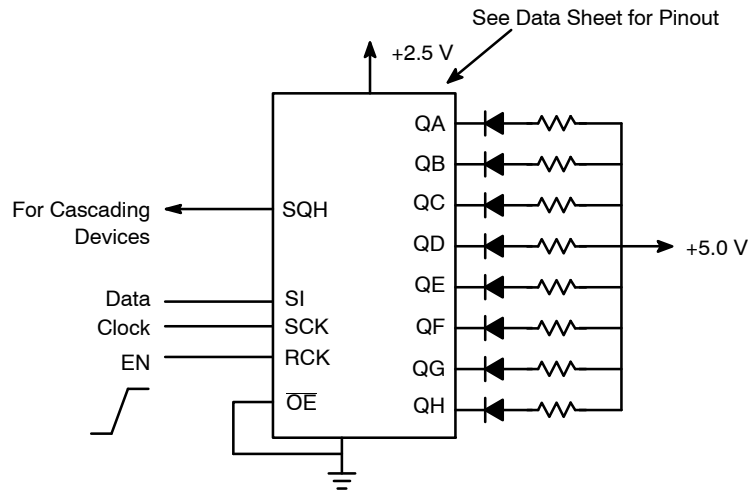 See Data Sheet for Pinout
+2.5 V
QA
QB
QC
QD
QE
QF
QG
QH
+5.0 V
For Cascading
Devices
SQH
Data
SI
Clock
SCK
EN
RCK
O̅E̅